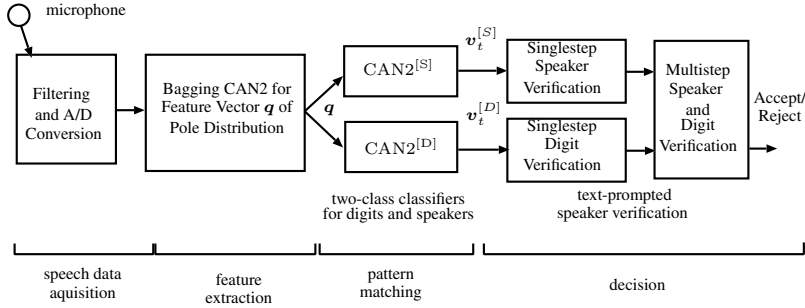 microphone
Filtering
and A/D
Conversion
Bagging CAN2 for
Feature Vector q of
Pole Distribution
q
CAN2[S]
CAN2[D]
v_t^[S]
v_t^[D]
Singlestep
Speaker
Verification
Singlestep
Digit
Verification
Multistep
Speaker
and
Digit
Verification
Accept/
Reject
two-class classifiers
for digits and speakers
text-prompted
speaker verification
speech data
aquisition
feature
extraction
pattern
matching
decision